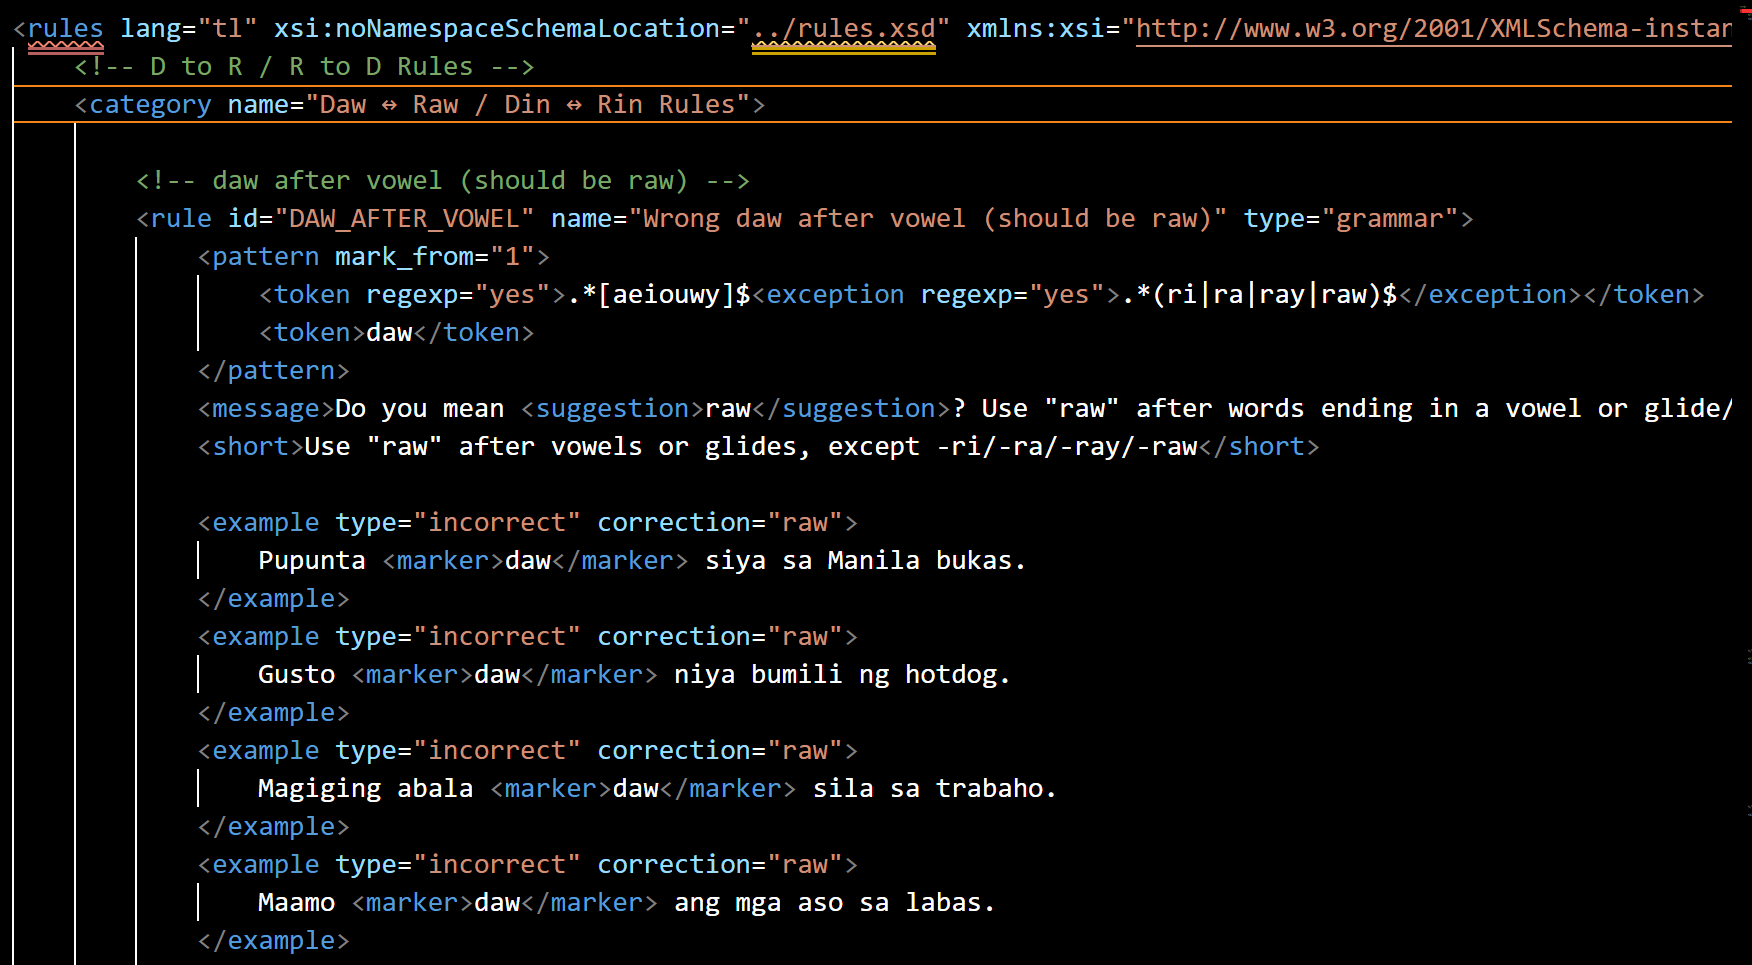 <rules lang="tl" xsi:noNamespaceSchemaLocation="../rules.xsd" xmlns:xsi="http://www.w3.org/2001/XMLSchema-instan
<!-- D to R / R to D Rules -->
<category name="Daw ↔ Raw / Din ↔ Rin Rules">
<!-- daw after vowel (should be raw) -->
<rule id="DAW_AFTER_VOWEL" name="Wrong daw after vowel (should be raw)" type="grammar">
<pattern mark_from="1">
<token regexp="yes">.*[aeiouwy]$<exception regexp="yes">.*(ri|ra|ray|raw)$</exception></token>
<token>daw</token>
</pattern>
<message>Do you mean <suggestion>raw</suggestion>? Use "raw" after words ending in a vowel or glide/
<short>Use "raw" after vowels or glides, except -ri/-ra/-ray/-raw</short>
<example type="incorrect" correction="raw">
Pupunta <marker>daw</marker> siya sa Manila bukas.
</example>
<example type="incorrect" correction="raw">
Gusto <marker>daw</marker> niya bumili ng hotdog.
</example>
<example type="incorrect" correction="raw">
Magiging abala <marker>daw</marker> sila sa trabaho.
</example>
<example type="incorrect" correction="raw">
Maamo <marker>daw</marker> ang mga aso sa labas.
</example>